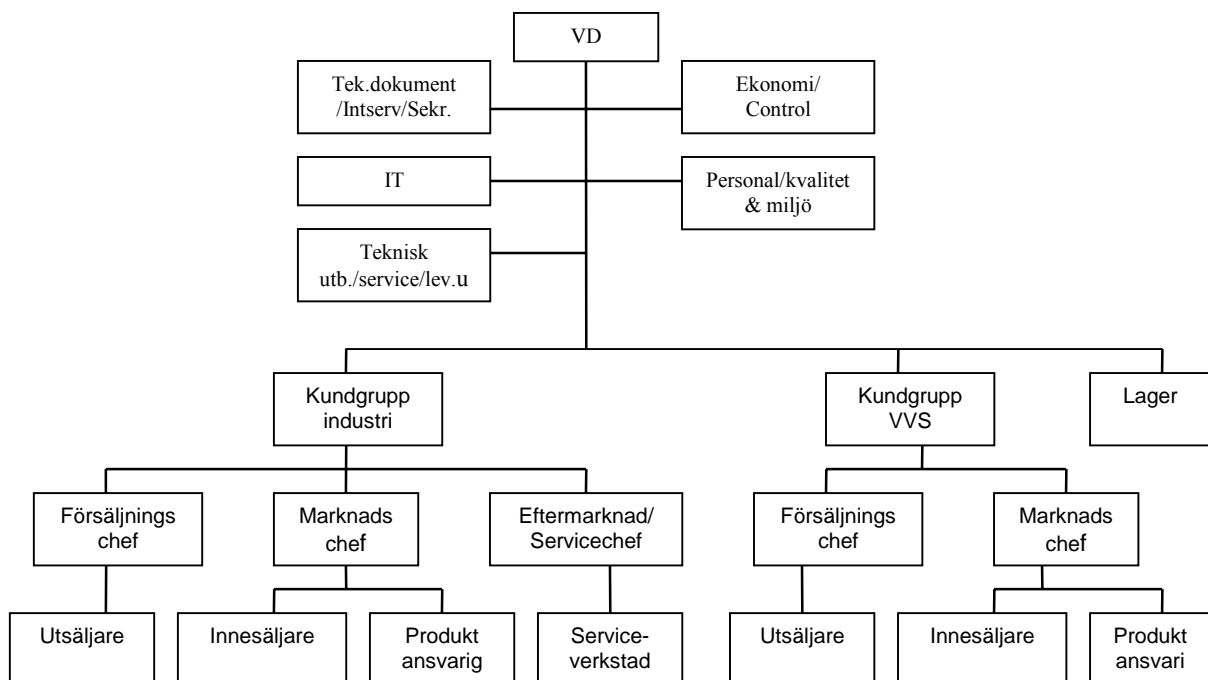 VD
Tek.dokument
/Intserv/Sekr.
Ekonomi/
Control
IT
Personal/kvalitet
& miljö
Teknisk
utb./service/lev.u
Kundgrupp
industri
Kundgrupp
VVS
Lager
Försäljnings
chef
Marknads
chef
Eftermarknad/
Servicechef
Försäljnings
chef
Marknads
chef
Utsäljare
Innesäljare
Produkt
ansvarig
Service-
verkstad
Utsäljare
Innesäljare
Produkt
ansvari